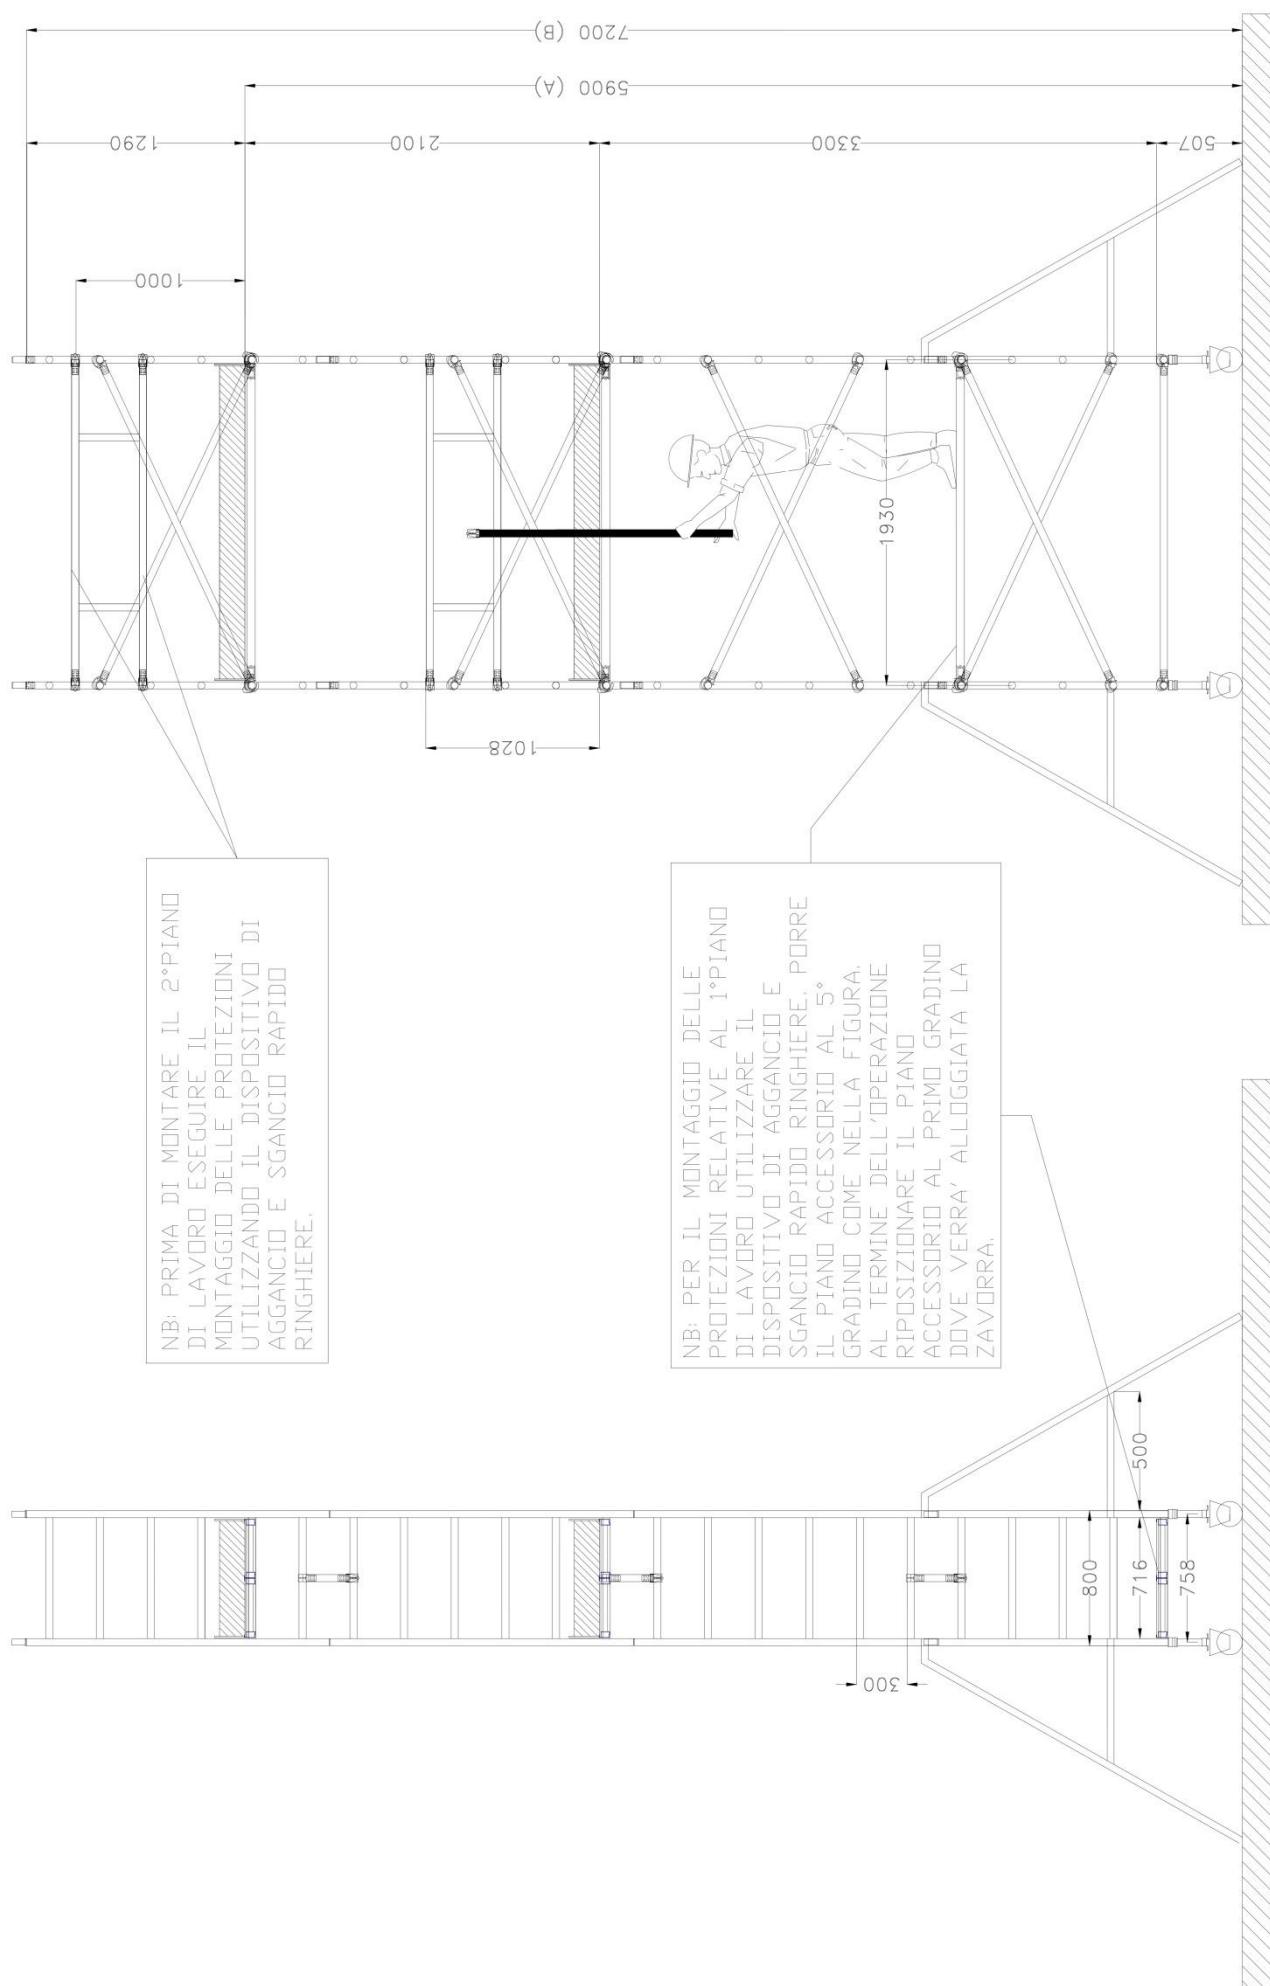 7200 (B)
5900 (A)
1290
2100
3300
507
1000
1028
1930
NB: PRIMA DI MONTARE IL 2°PIANO
DI LAVORO ESEGUIRE IL
MONTAGGIO DELLE PROTEZIONI
UTILIZZANDO IL DISPOSITIVO DI
AGGANCIO E SGANCIO RAPIDO
RINGHIERE.
NB: PER IL MONTAGGIO DELLE
PROTEZIONI RELATIVE AL 1°PIANO
DI LAVORO UTILIZZARE IL
DISPOSITIVO DI AGGANCIO E
SGANCIO RAPIDO RINGHIERE. PORRE
IL PIANO ACCESSORIO AL 5°
GRADINO COME NELLA FIGURA.
AL TERMINE DELL'OPERAZIONE
RIPOSIZIONARE IL PIANO
ACCESSORIO AL PRIMO GRADINO
DOVE VERRA' ALLOGGIATA LA
ZAVORRA.
500
800
716
758
300